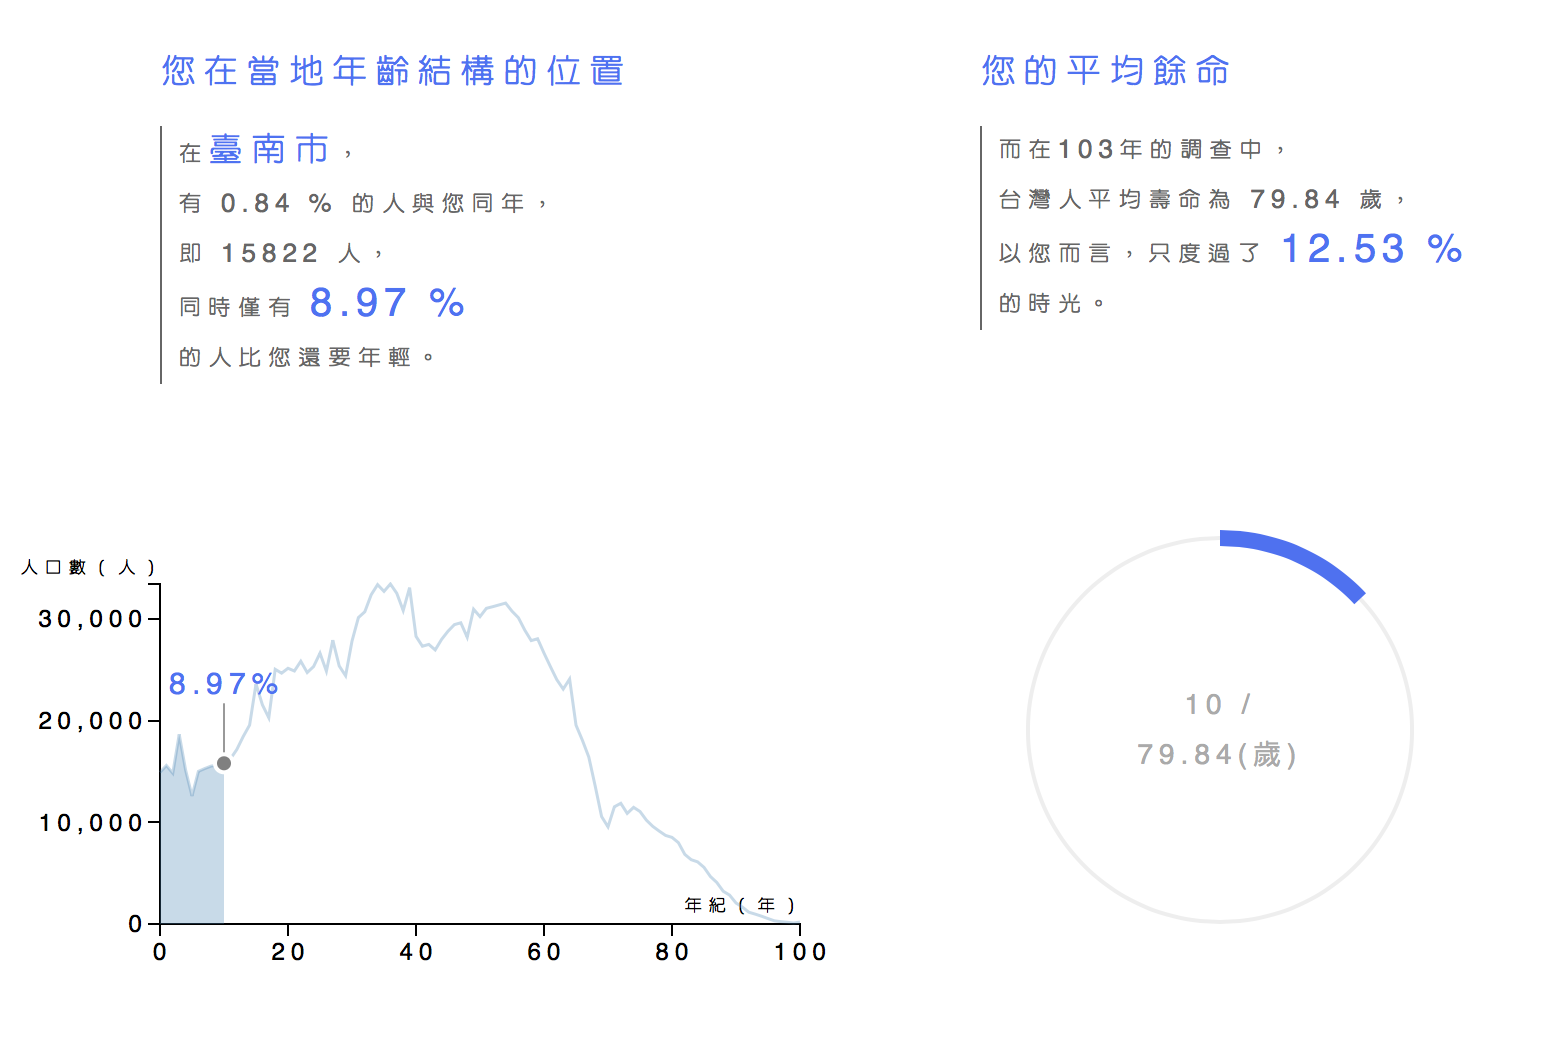 您在當地年齡結構的位置
在臺南市，
有 0.84 % 的人與您同年，
即 15822 人，
同時僅有 8.97 %
的人比您還要年輕。
您的平均餘命
而在103年的調查中，
台灣人平均壽命為 79.84 歲，
以您而言，只度過了 12.53 %
的時光。
人口數(人)
30,000
20,000
10,000
0
8.97%
年紀(年)
0 20 40 60 80 100
10 /
79.84(歲)